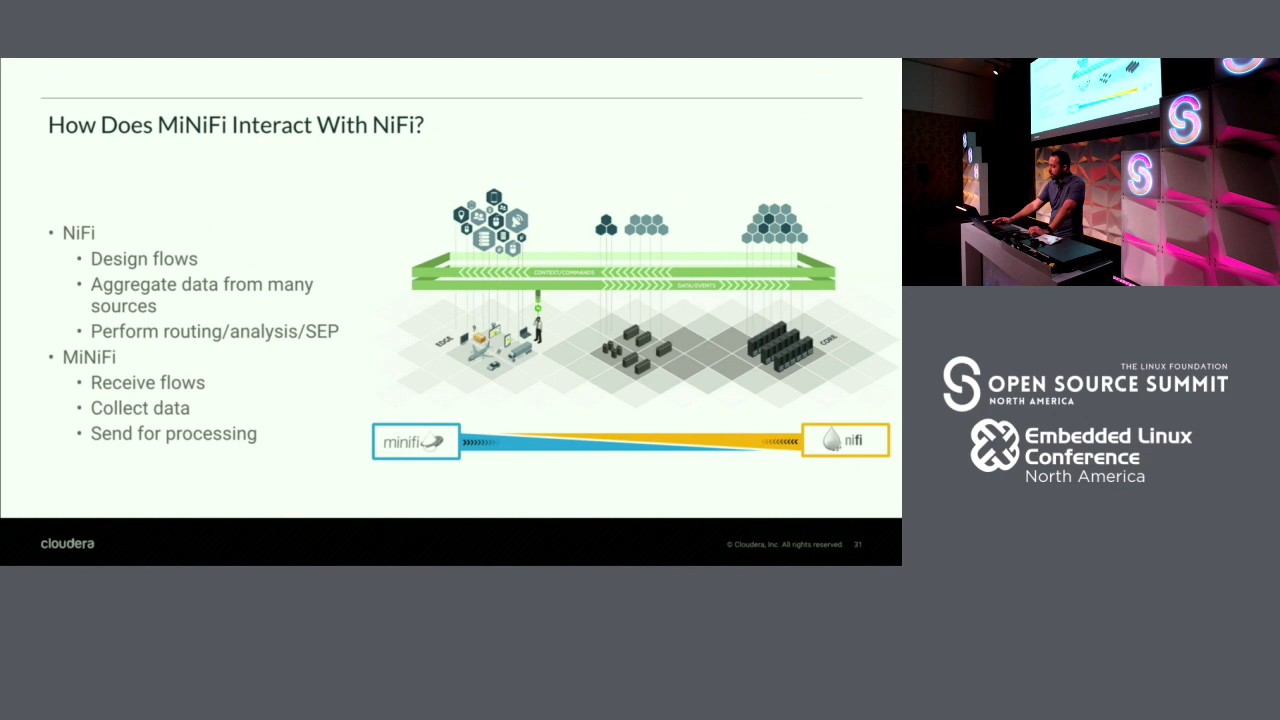 How Does MiNiFi Interact With NiFi?
• NiFi
• Design flows
• Aggregate data from many
sources
• Perform routing/analysis/SEP
• MiNiFi
• Receive flows
• Collect data
• Send for processing
CONTEXT/COMMANDS
DATA/EVENTS
EDGE
CORE
minifi
nifi
cloudera
© Cloudera, Inc. All rights reserved. 31
THE LINUX FOUNDATION
OPEN SOURCE SUMMIT
NORTH AMERICA
Embedded Linux
Conference
North America